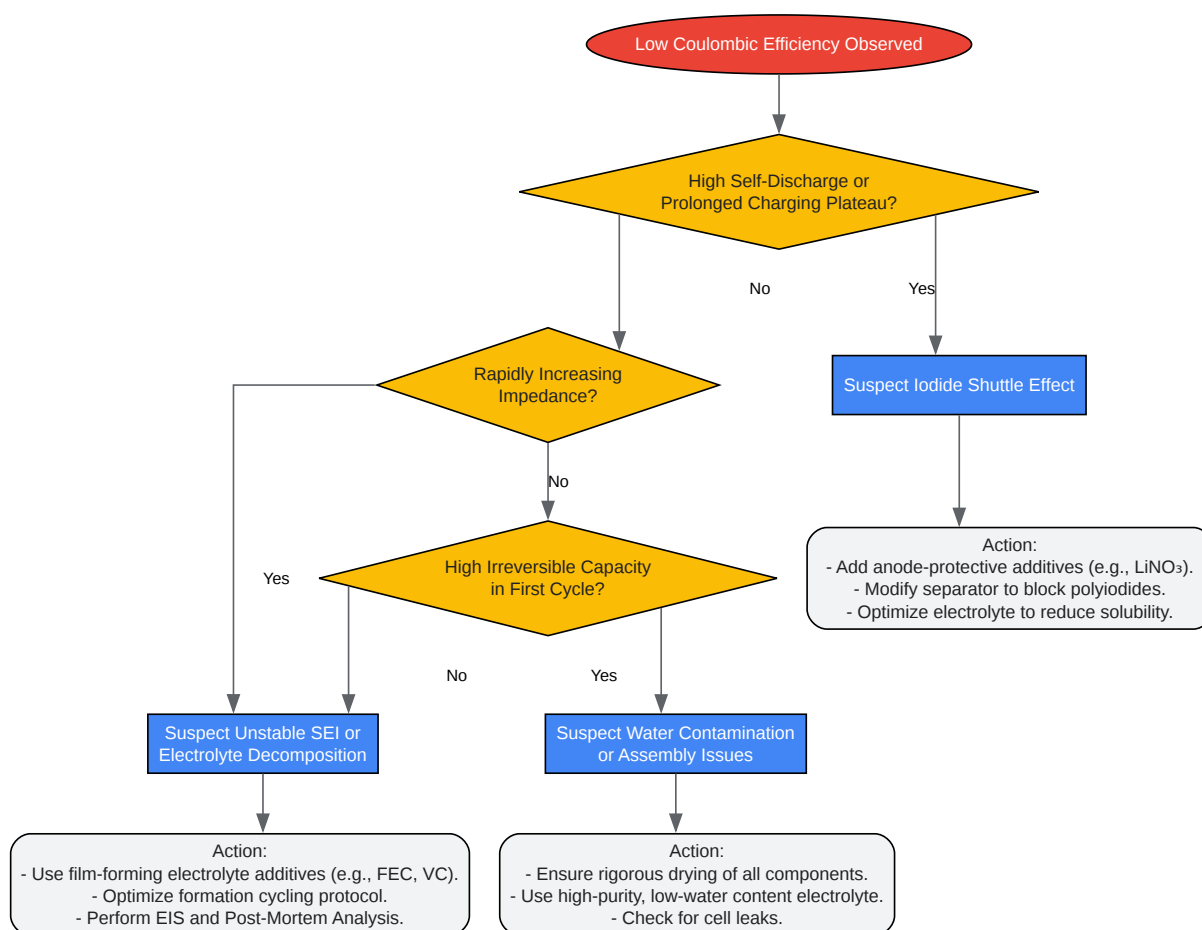 Low Coulombic Efficiency Observed
High Self-Discharge or
Prolonged Charging Plateau?
No
Yes
Rapidly Increasing
Impedance?
Suspect Iodide Shuttle Effect
No
Action:
- Add anode-protective additives (e.g., LiNO₃).
- Modify separator to block polyiodides.
- Optimize electrolyte to reduce solubility.
Yes
High Irreversible Capacity
in First Cycle?
No
Yes
Suspect Unstable SEI or
Electrolyte Decomposition
Suspect Water Contamination
or Assembly Issues
Action:
- Use film-forming electrolyte additives (e.g., FEC, VC).
- Optimize formation cycling protocol.
- Perform EIS and Post-Mortem Analysis.
Action:
- Ensure rigorous drying of all components.
- Use high-purity, low-water content electrolyte.
- Check for cell leaks.